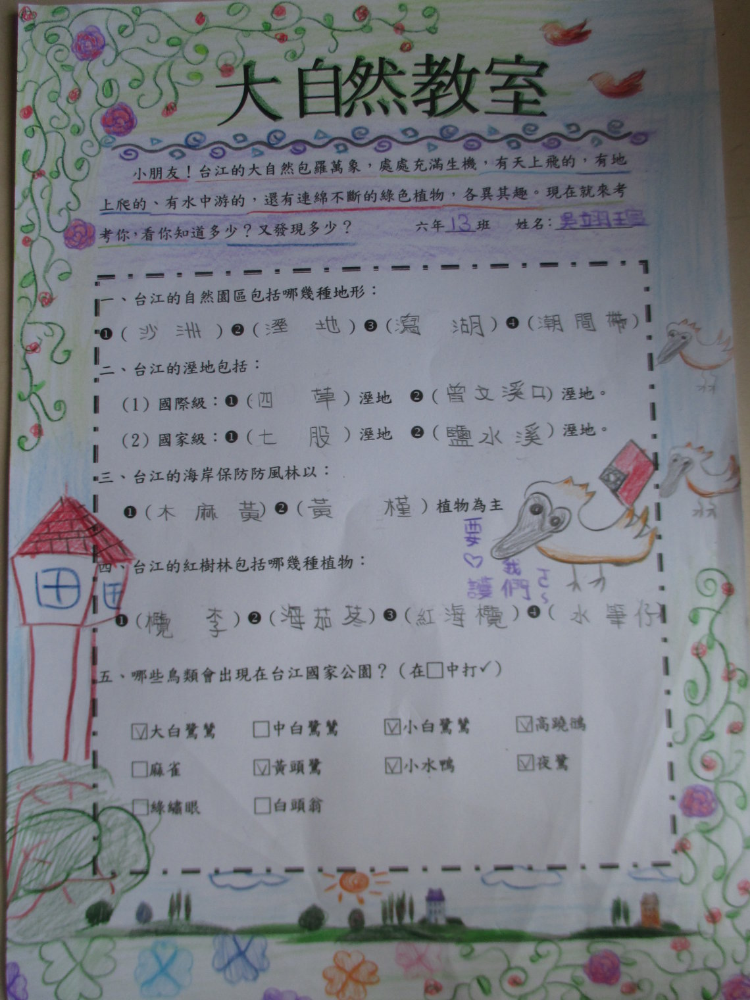 大自然教室
小朋友！台江的大自然包羅萬象，處處充滿生機，有天上飛的，有地
上爬的、有水中游的，還有連綿不斷的綠色植物，各異其趣。現在就來考
考你，看你知道多少？又發現多少？ 六年 13 班 姓名：吳翊瑄
一、台江的自然園區包括哪幾種地形：
❶（沙洲）❷（溼地）❸（瀉湖）❹（潮間帶）
二、台江的溼地包括：
（1）國際級：❶（四草）溼地 ❷（曾文溪口）溼地。
（2）國家級：❶（七股）溼地 ❷（鹽水溪）溼地。
三、台江的海岸保防防風林以：
❶（木麻黃）❷（黃槿）植物為主
要♡護
我們ㄛ~
四、台江的紅樹林包括哪幾種植物：
❶（欖李）❷（海茄苳）❸（紅海欖）❹（水筆仔）
五、哪些鳥類會出現在台江國家公園？（在□中打✓）
☑大白鷺鷥 □中白鷺鷥 ☑小白鷺鷥 ☑高蹺鴴
□麻雀 ☑黃頭鷺 ☑小水鴨 ☑夜鷺
□綠繡眼 □白頭翁